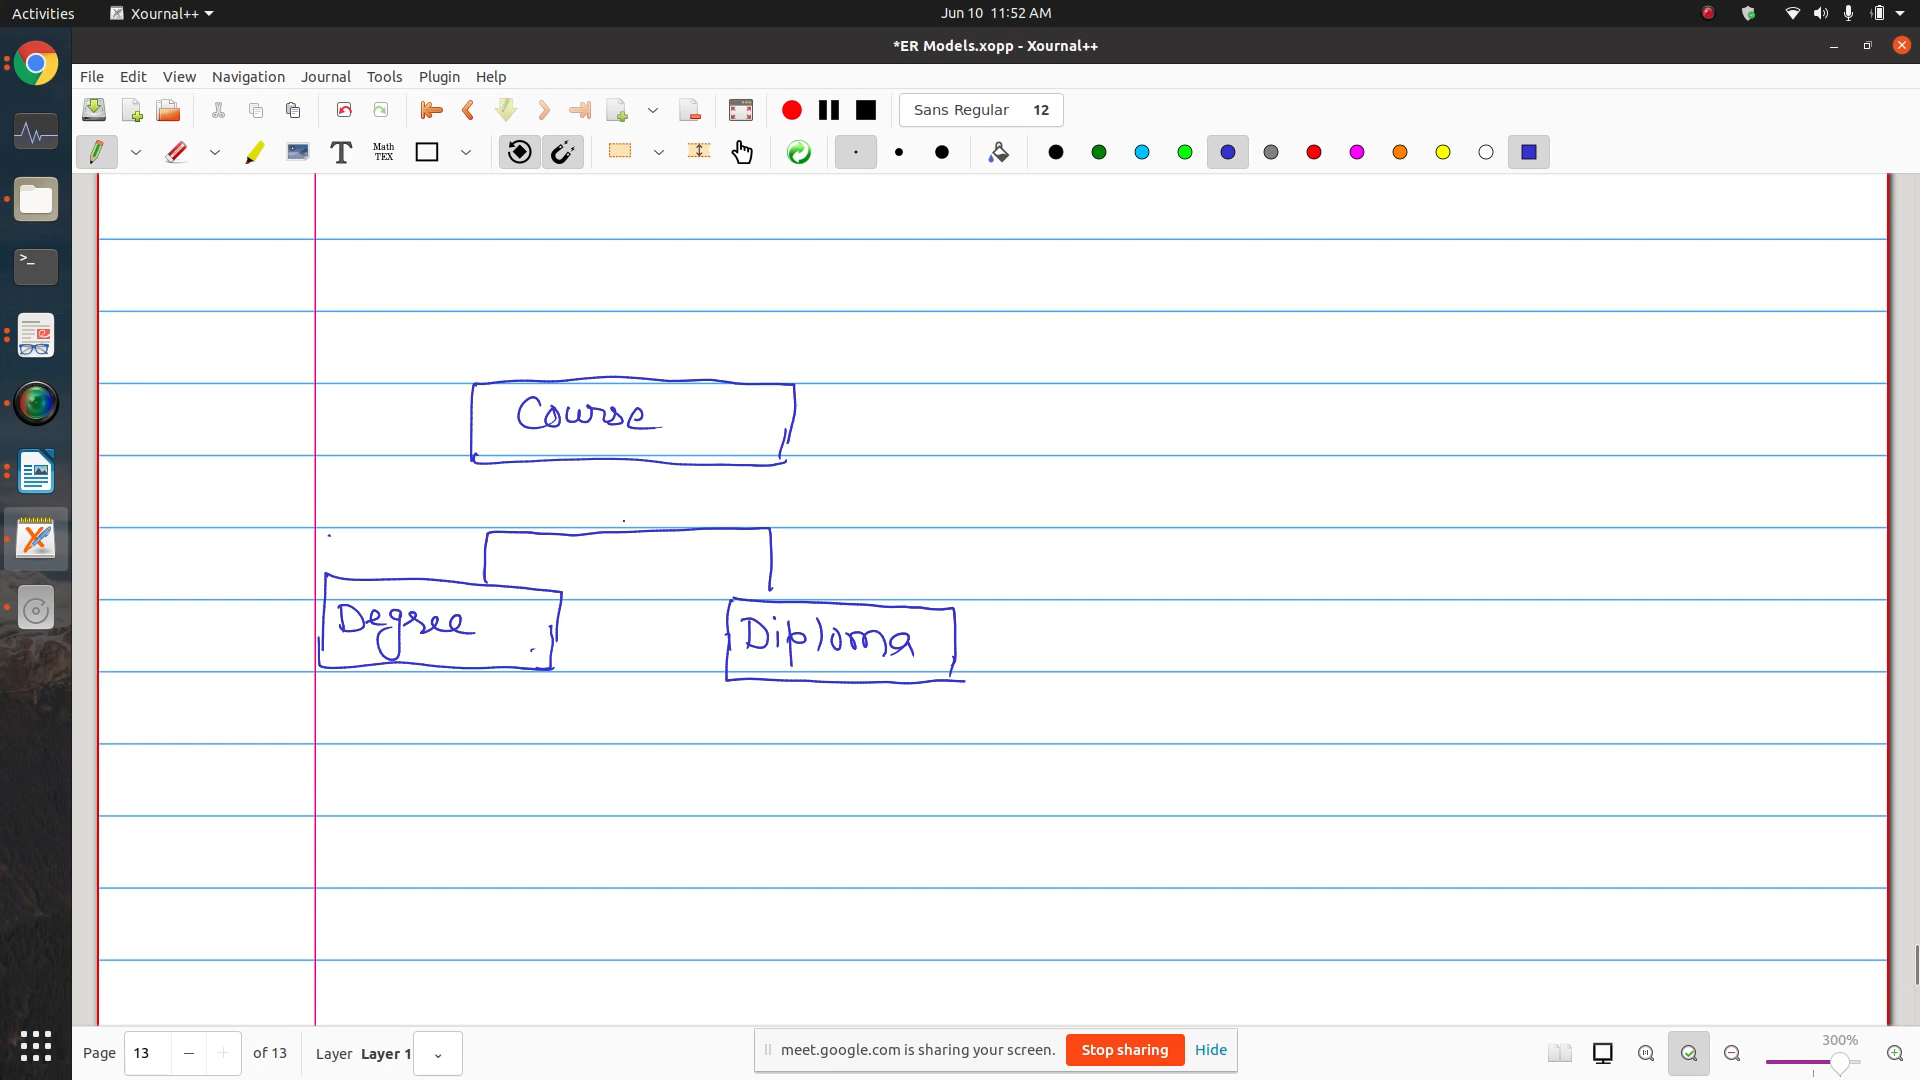 Activities Xournal++ Jun 10 11:52 AM
*ER Models.xopp - Xournal++
File Edit View Navigation Journal Tools Plugin Help
Sans Regular 12
Math
TEX
Course
Degree
Diploma
Page 13 of 13 Layer Layer 1
meet.google.com is sharing your screen. Stop sharing Hide
300%